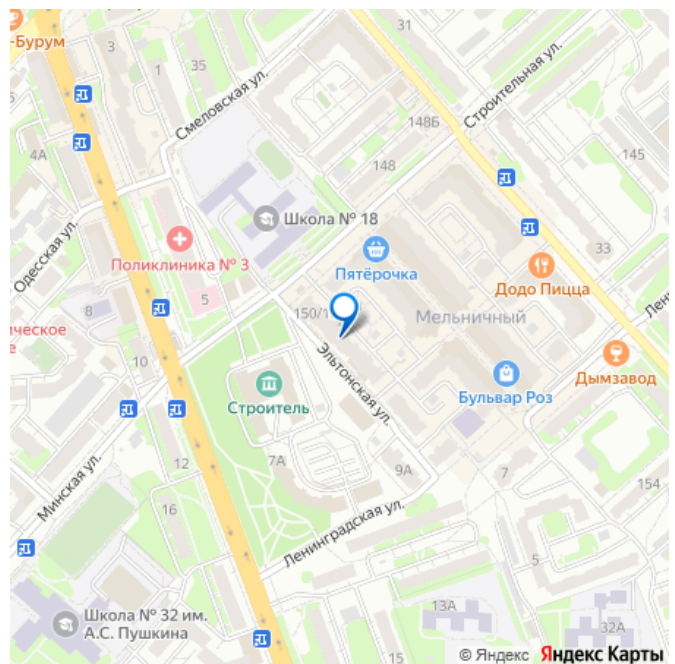 -Бурум
3
1
35
31
Смеловская ул.
148Б
Строительная ул.
4А
148
145
Школа № 18
Одесская ул.
Поликлиника № 3
Пятёрочка
33
Додо Пицца
5
8
150/1
Мельничный
Лени
ическое
е
10
Эльтонская ул.
Дымзавод
Строитель
Бульвар Роз
Минская ул.
12
7А
9А
7
154
16
Ленинградская ул.
5
13А
Школа № 32 им.
А.С. Пушкина
32А
15
© Яндекс Яндекс Карты